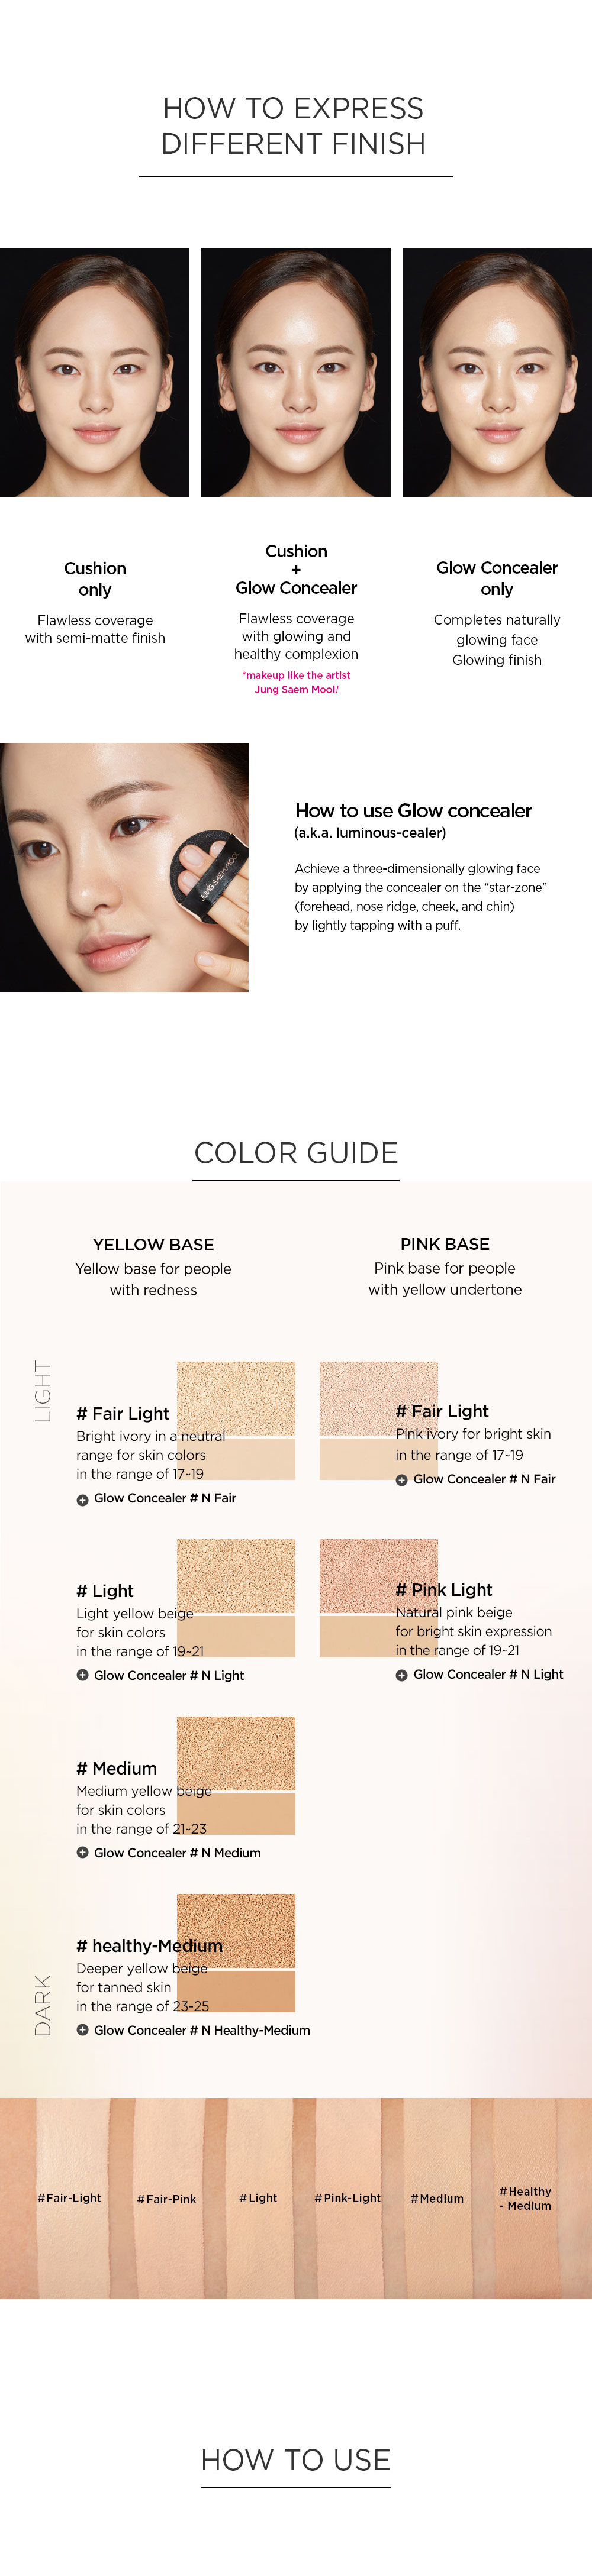 HOW TO EXPRESS
DIFFERENT FINISH
Cushion
only
Flawless coverage
with semi-matte finish
Cushion
+
Glow Concealer
Flawless coverage
with glowing and
healthy complexion
*makeup like the artist
Jung Saem Mool!
Glow Concealer
only
Completes naturally
glowing face
Glowing finish
JUNG SAEM MOOL
How to use Glow concealer
(a.k.a. luminous-cealer)
Achieve a three-dimensionally glowing face
by applying the concealer on the “star-zone”
(forehead, nose ridge, cheek, and chin)
by lightly tapping with a puff.
COLOR GUIDE
YELLOW BASE
Yellow base for people
with redness
PINK BASE
Pink base for people
with yellow undertone
LIGHT
# Fair Light
Bright ivory in a neutral
range for skin colors
in the range of 17~19
+ Glow Concealer # N Fair
# Fair Light
Pink ivory for bright skin
in the range of 17~19
+ Glow Concealer # N Fair
# Light
Light yellow beige
for skin colors
in the range of 19~21
+ Glow Concealer # N Light
# Pink Light
Natural pink beige
for bright skin expression
in the range of 19~21
+ Glow Concealer # N Light
# Medium
Medium yellow beige
for skin colors
in the range of 21~23
+ Glow Concealer # N Medium
# healthy-Medium
Deeper yellow beige
for tanned skin
in the range of 23~25
+ Glow Concealer # N Healthy-Medium
DARK
#Fair-Light
#Fair-Pink
#Light
#Pink-Light
#Medium
#Healthy
- Medium
HOW TO USE